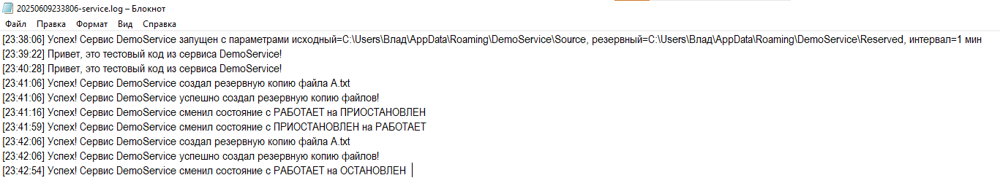 20250609233806-service.log – Блокнот
Файл Правка Формат Вид Справка
[23:38:06] Успех! Сервис DemoService запущен с параметрами исходный=C:\Users\Влад\AppData\Roaming\DemoService\Source, резервный=C:\Users\Влад\AppData\Roaming\DemoService\Reserved, интервал=1 мин
[23:39:22] Привет, это тестовый код из сервиса DemoService!
[23:40:28] Привет, это тестовый код из сервиса DemoService!
[23:41:06] Успех! Сервис DemoService создал резервную копию файла A.txt
[23:41:06] Успех! Сервис DemoService успешно создал резервную копию файлов!
[23:41:16] Успех! Сервис DemoService сменил состояние с РАБОТАЕТ на ПРИОСТАНОВЛЕН
[23:41:59] Успех! Сервис DemoService сменил состояние с ПРИОСТАНОВЛЕН на РАБОТАЕТ
[23:42:06] Успех! Сервис DemoService создал резервную копию файла A.txt
[23:42:06] Успех! Сервис DemoService успешно создал резервную копию файлов!
[23:42:54] Успех! Сервис DemoService сменил состояние с РАБОТАЕТ на ОСТАНОВЛЕН